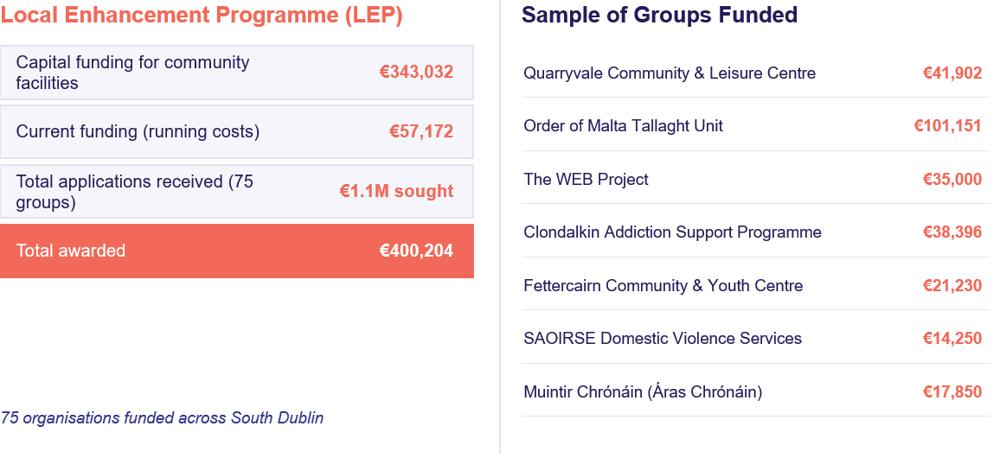 Local Enhancement Programme (LEP)
Capital funding for community
facilities
€343,032
Current funding (running costs)
€57,172
Total applications received (75
groups)
€1.1M sought
Total awarded
€400,204
75 organisations funded across South Dublin
Sample of Groups Funded
Quarryvale Community & Leisure Centre
€41,902
Order of Malta Tallaght Unit
€101,151
The WEB Project
€35,000
Clondalkin Addiction Support Programme
€38,396
Fettercairn Community & Youth Centre
€21,230
SAOIRSE Domestic Violence Services
€14,250
Muintir Chrónáin (Áras Chrónáin)
€17,850